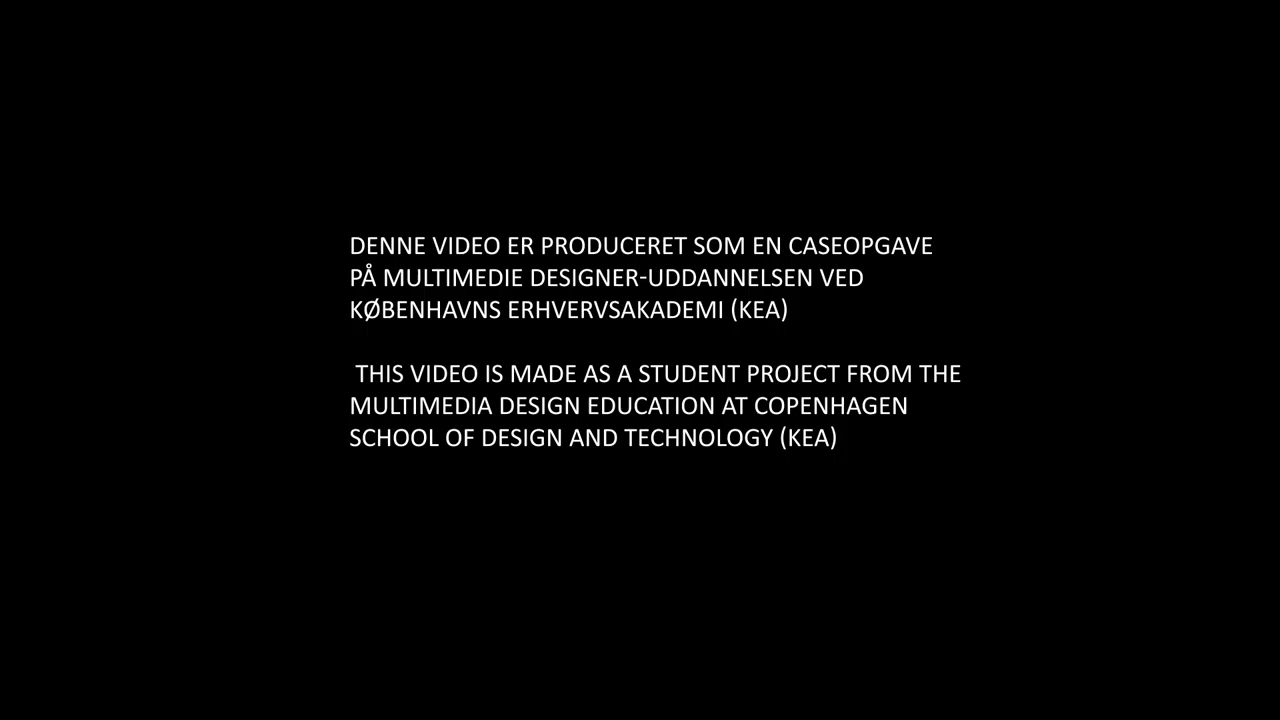 DENNE VIDEO ER PRODUCERET SOM EN CASEOPGAVE
PÅ MULTIMEDIE DESIGNER-UDDANNELSEN VED
KØBENHAVNS ERHVERVSAKADEMI (KEA)
THIS VIDEO IS MADE AS A STUDENT PROJECT FROM THE
MULTIMEDIA DESIGN EDUCATION AT COPENHAGEN
SCHOOL OF DESIGN AND TECHNOLOGY (KEA)